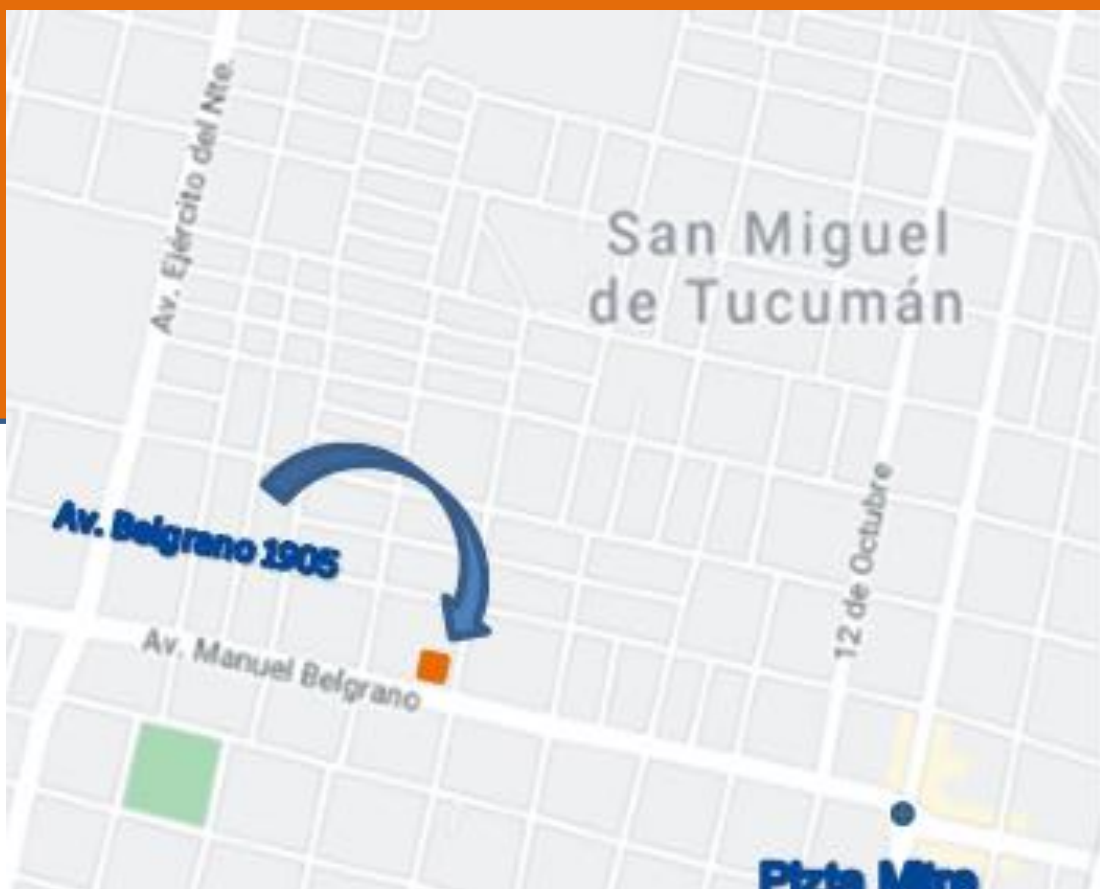 Av. Ejército del Nte.
San Miguel
de Tucumán
Av. Belgrano 1905
12 de Octubre
Av. Manuel Belgrano
Plzta Mitre